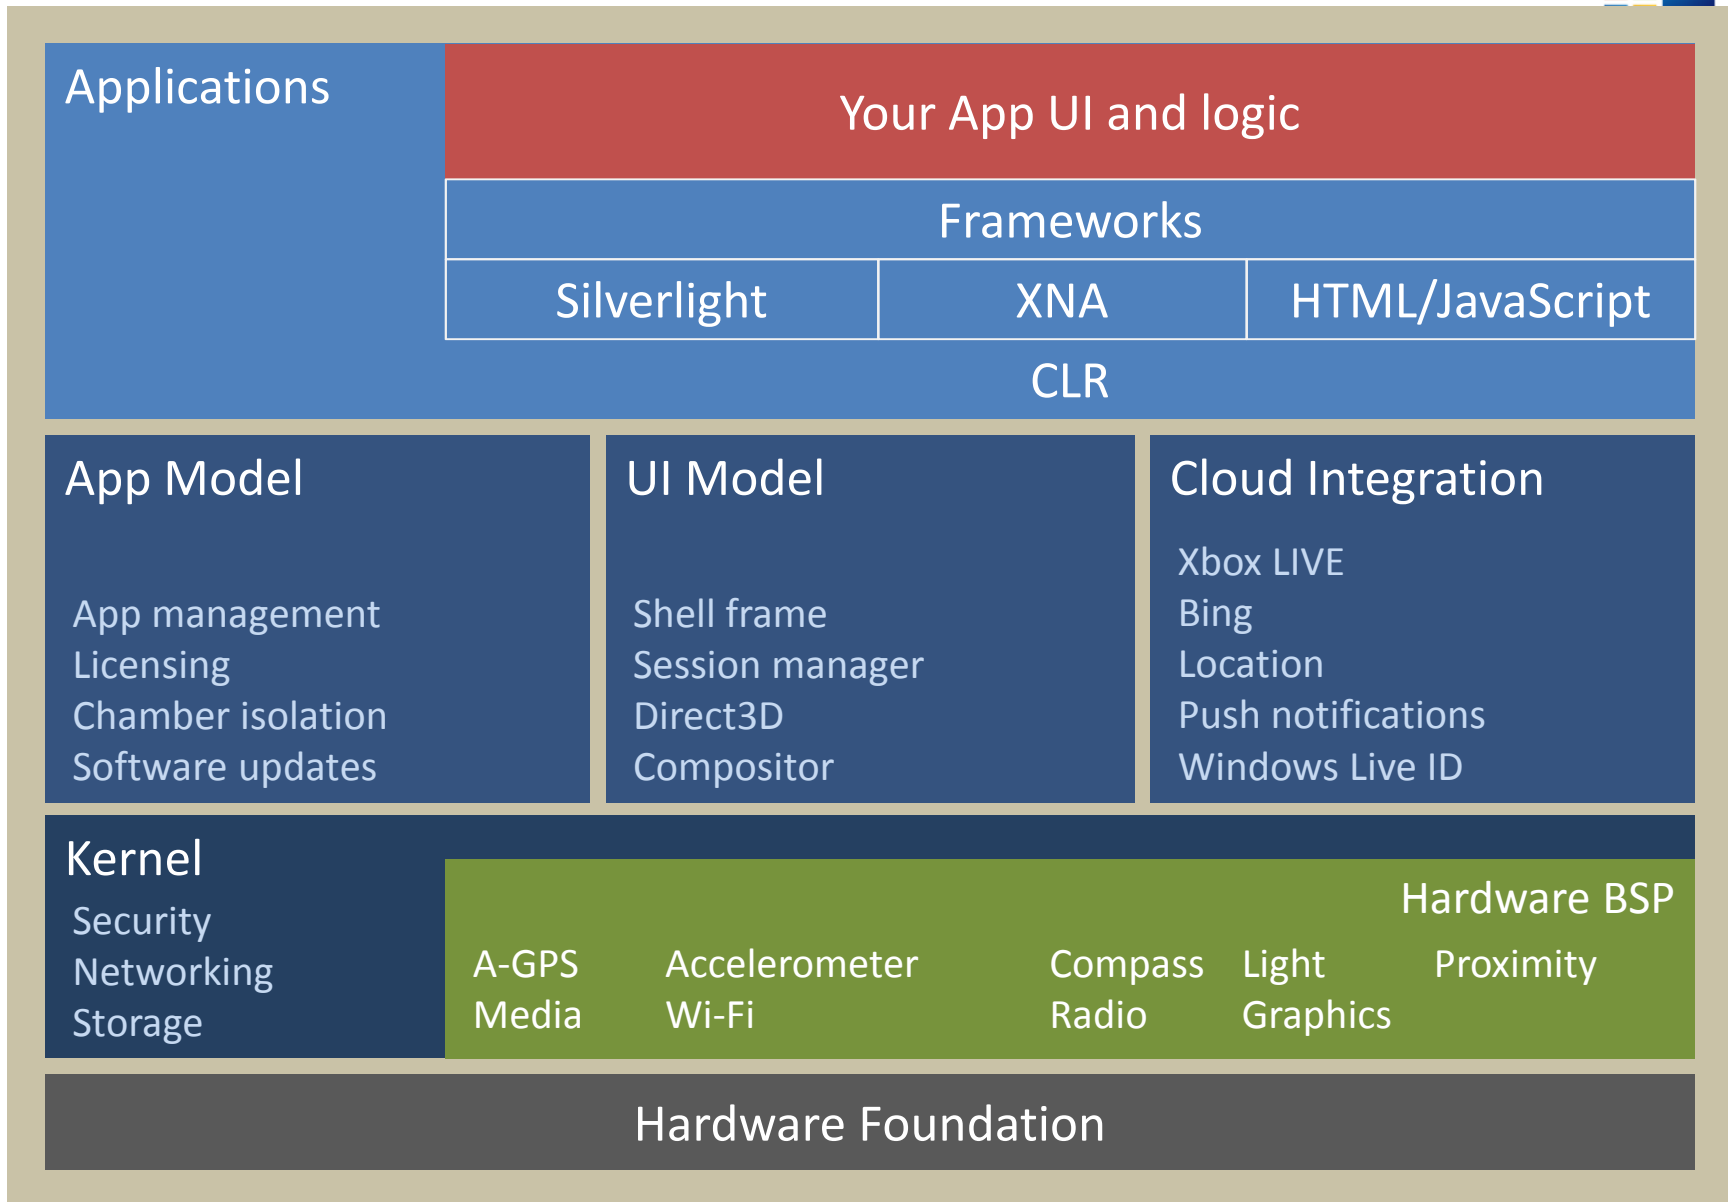 Applications
Your App UI and logic
Frameworks
Silverlight
XNA
HTML/JavaScript
CLR
App Model
App management
Licensing
Chamber isolation
Software updates
UI Model
Shell frame
Session manager
Direct3D
Compositor
Cloud Integration
Xbox LIVE
Bing
Location
Push notifications
Windows Live ID
Kernel
Security
Networking
Storage
Hardware BSP
A-GPS Accelerometer Compass Light Proximity
Media Wi-Fi Radio Graphics
Hardware Foundation